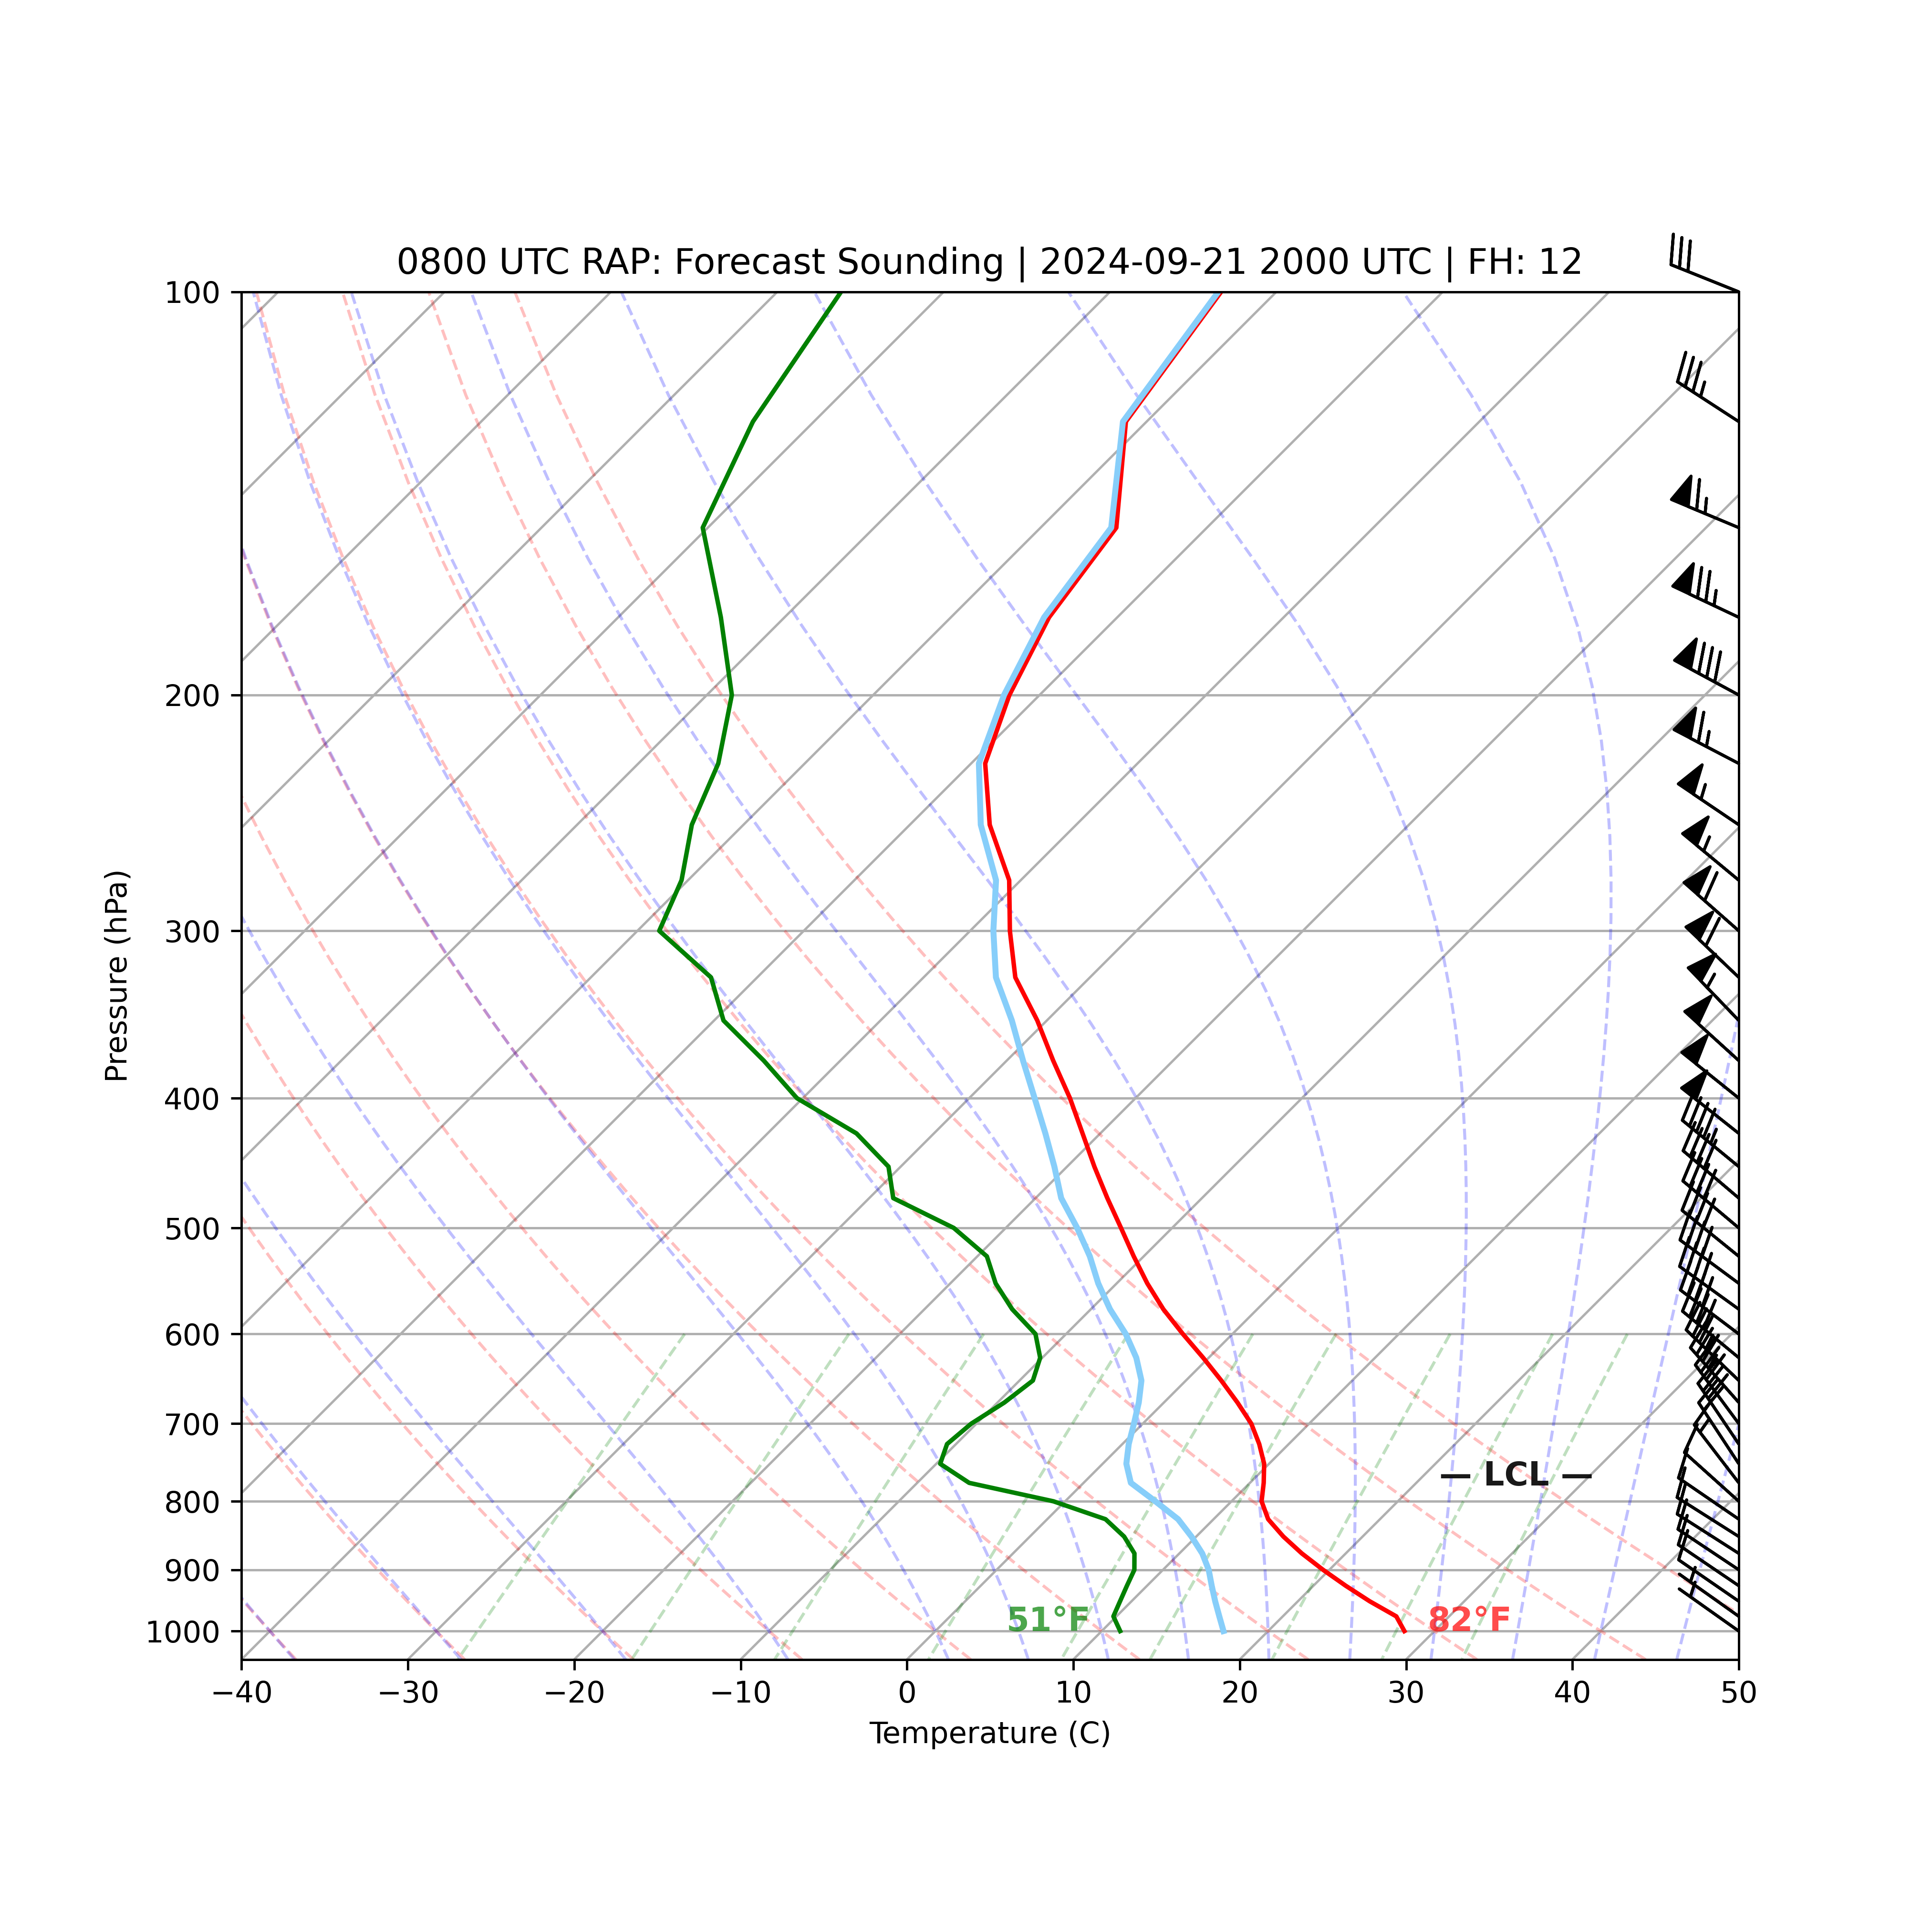 0800 UTC RAP: Forecast Sounding | 2024-09-21 2000 UTC | FH: 12
100
200
300
400
500
600
700
800
900
1000
Pressure (hPa)
— LCL —
51°F
82°F
−40 −30 −20 −10 0 10 20 30 40 50
Temperature (C)